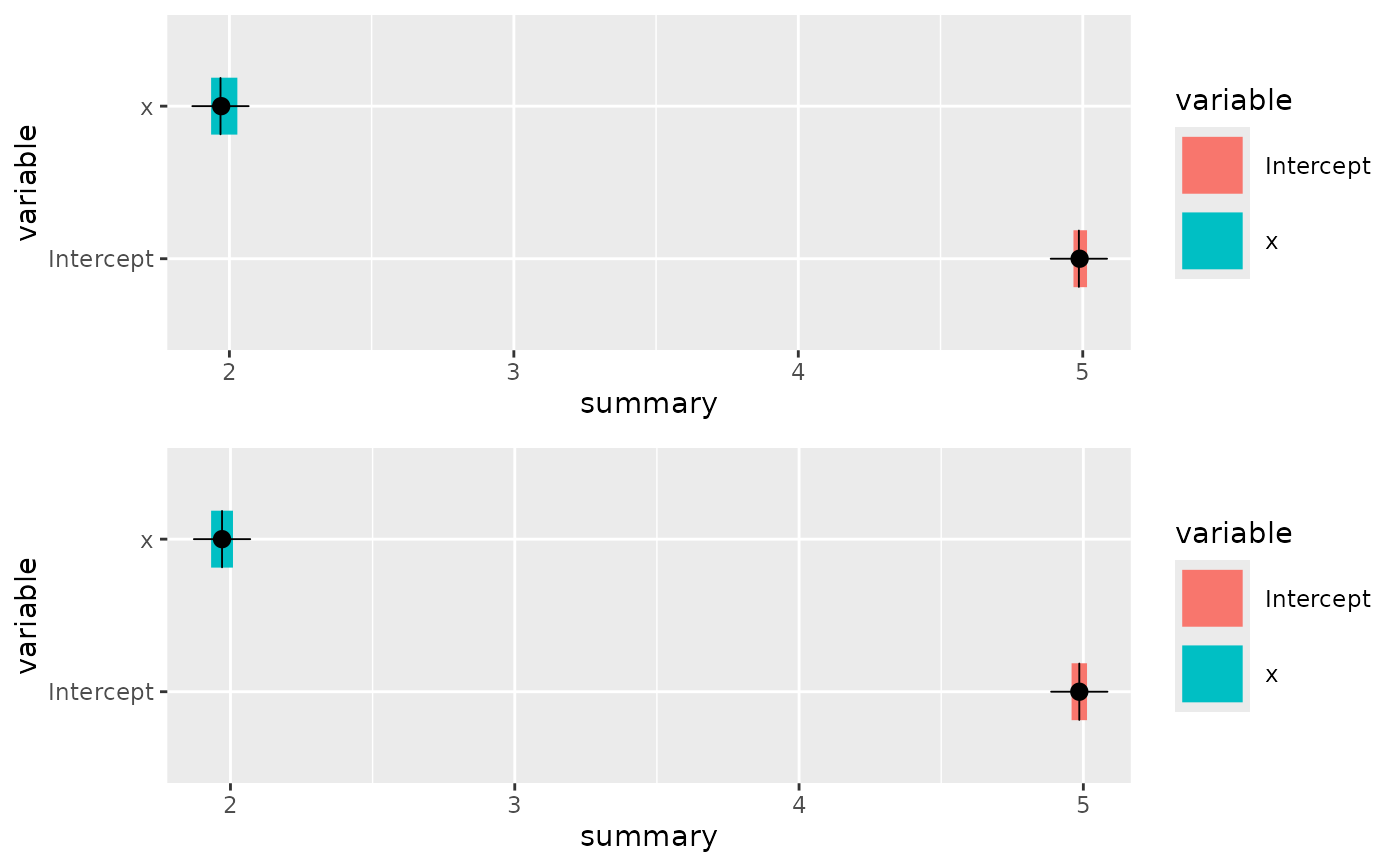 variable
x
Intercept
2 3 4 5
summary
variable
Intercept
x
variable
x
Intercept
2 3 4 5
summary
variable
Intercept
x